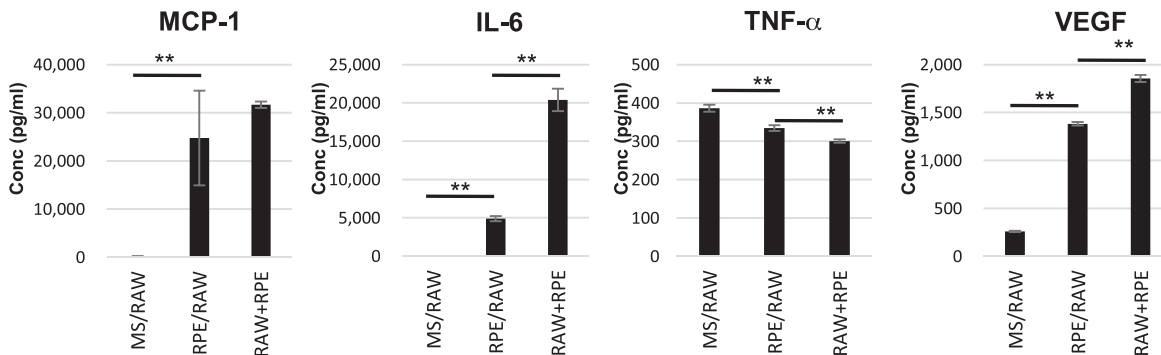 MCP-1
Conc (pg/ml)
40,000
30,000
20,000
10,000
0
**
MS/RAW
RPE/RAW
RAW+RPE
IL-6
Conc (pg/ml)
25,000
20,000
15,000
10,000
5,000
0
**
**
MS/RAW
RPE/RAW
RAW+RPE
TNF-α
Conc (pg/ml)
500
400
300
200
100
0
**
**
MS/RAW
RPE/RAW
RAW+RPE
VEGF
Conc (pg/ml)
2,000
1,500
1,000
500
0
**
**
MS/RAW
RPE/RAW
RAW+RPE